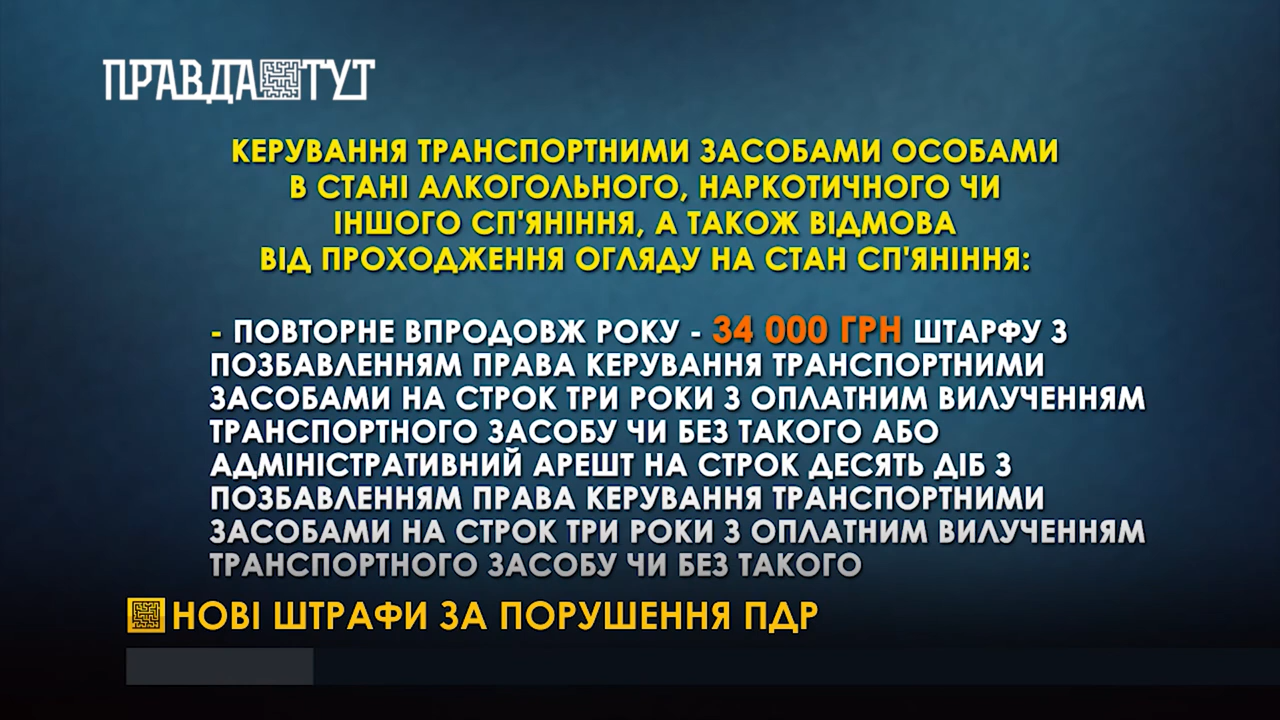 ПРАВДА ТУТ
КЕРУВАННЯ ТРАНСПОРТНИМИ ЗАСОБАМИ ОСОБАМИ
В СТАНІ АЛКОГОЛЬНОГО, НАРКОТИЧНОГО ЧИ
ІНШОГО СП'ЯНІННЯ, А ТАКОЖ ВІДМОВА
ВІД ПРОХОДЖЕННЯ ОГЛЯДУ НА СТАН СП'ЯНІННЯ:
- ПОВТОРНЕ ВПРОДОВЖ РОКУ - 34 000 ГРН ШТАРФУ З
ПОЗБАВЛЕННЯМ ПРАВА КЕРУВАННЯ ТРАНСПОРТНИМИ
ЗАСОБАМИ НА СТРОК ТРИ РОКИ З ОПЛАТНИМ ВИЛУЧЕННЯМ
ТРАНСПОРТНОГО ЗАСОБУ ЧИ БЕЗ ТАКОГО АБО
АДМІНІСТРАТИВНИЙ АРЕШТ НА СТРОК ДЕСЯТЬ ДІБ З
ПОЗБАВЛЕННЯМ ПРАВА КЕРУВАННЯ ТРАНСПОРТНИМИ
ЗАСОБАМИ НА СТРОК ТРИ РОКИ З ОПЛАТНИМ ВИЛУЧЕННЯМ
ТРАНСПОРТНОГО ЗАСОБУ ЧИ БЕЗ ТАКОГО
НОВІ ШТРАФИ ЗА ПОРУШЕННЯ ПДР